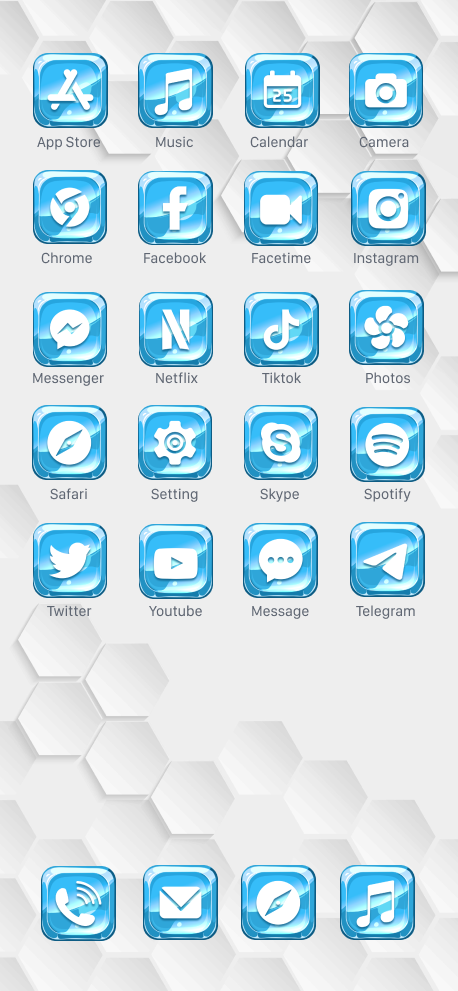 App Store Music Calendar Camera
25
Chrome Facebook Facetime Instagram
Messenger Netflix Tiktok Photos
Safari Setting Skype Spotify
Twitter Youtube Message Telegram